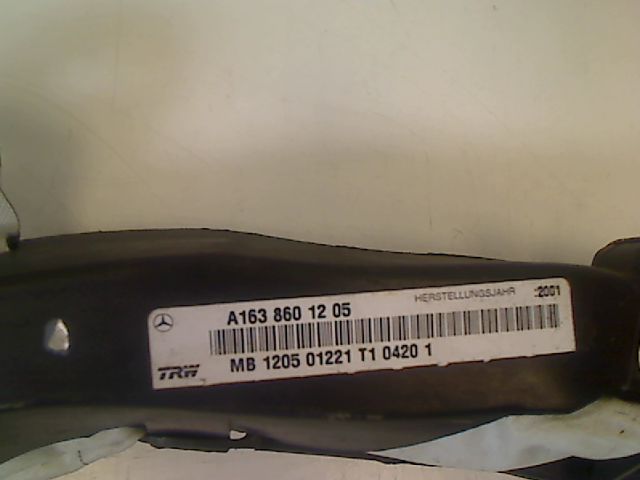 A163 860 12 05
HERSTELLUNGSJAHR :2001
MB 1205 01221 T1 0420 1
TRW